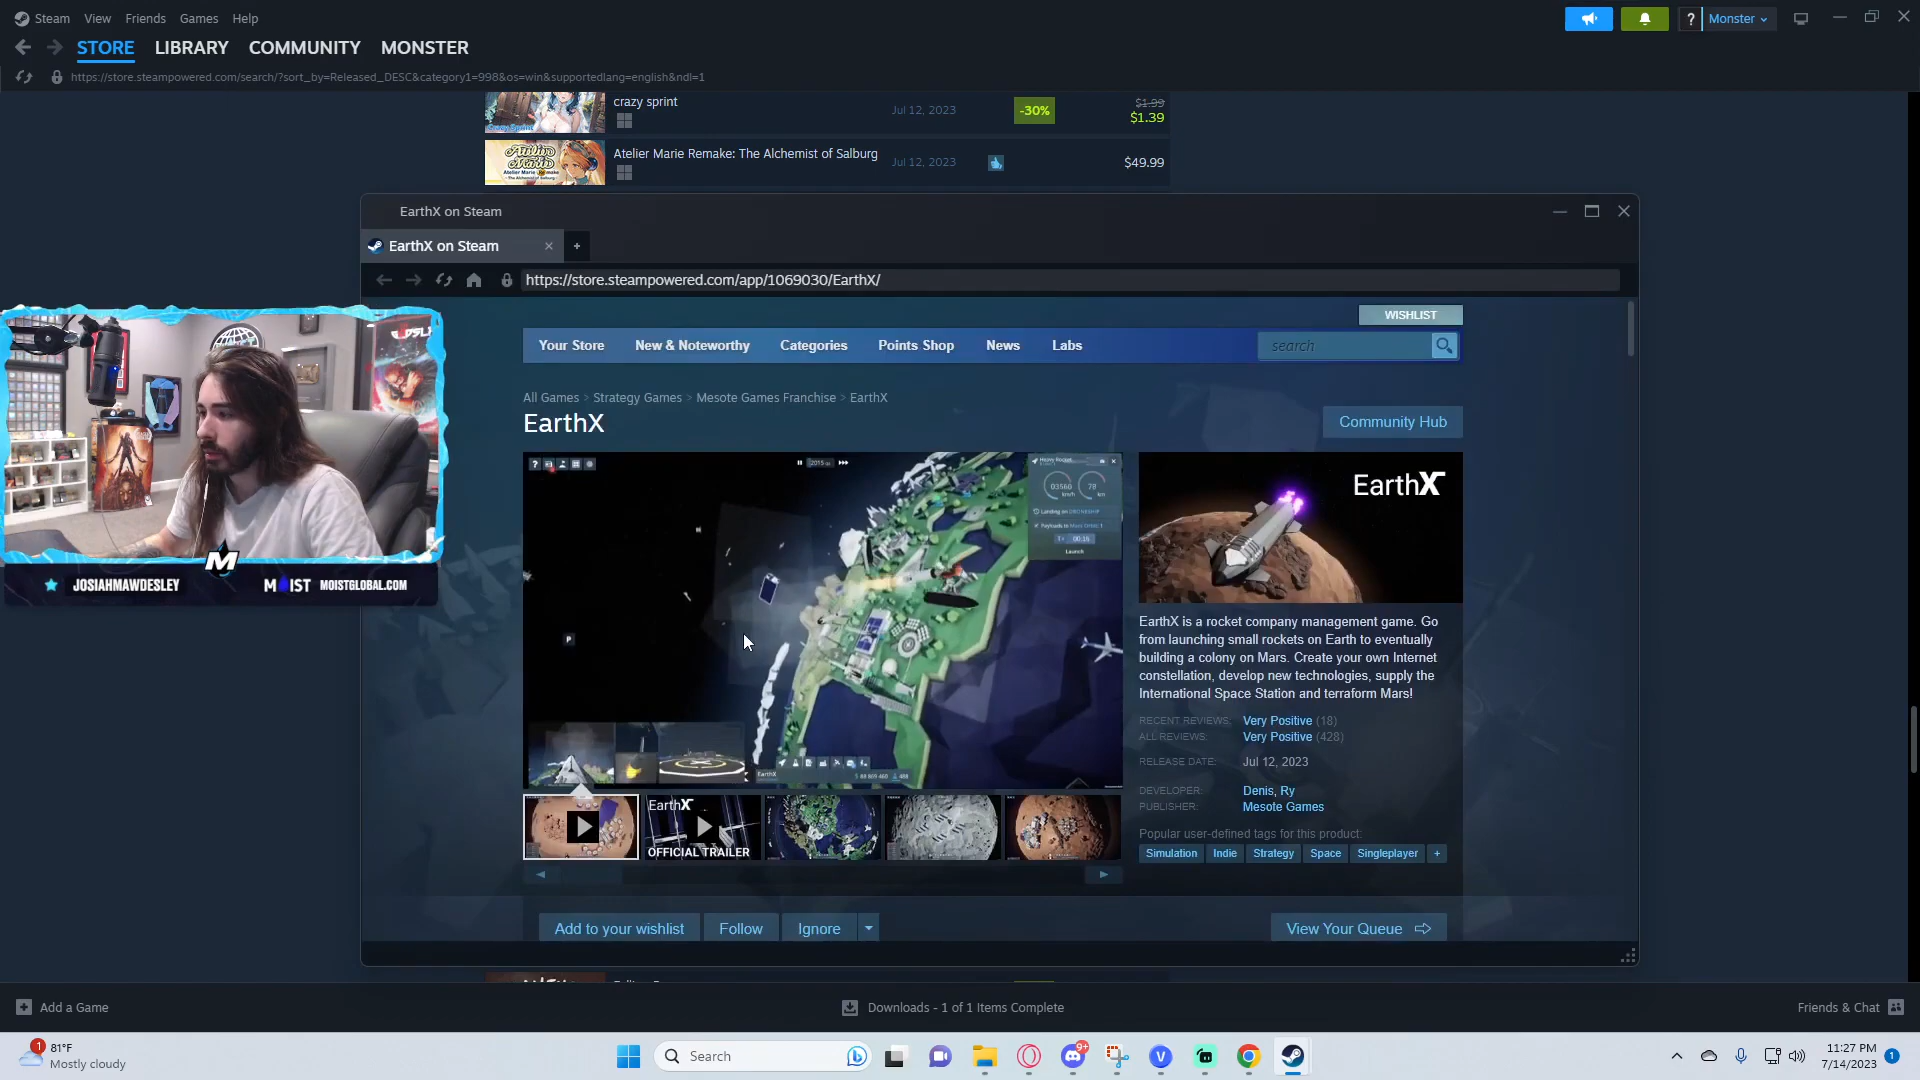 Steam View Friends Games Help
? Monster
STORE LIBRARY COMMUNITY MONSTER
https://store.steampowered.com/search/?sort_by=Released_DESC&category1=998&os=win&supportedlang=english&ndl=1
crazy sprint
Jul 12, 2023
-30%
$1.99
$1.39
Atelier Marie Remake: The Alchemist of Salburg
Jul 12, 2023
$49.99
EarthX on Steam
EarthX on Steam
https://store.steampowered.com/app/1069030/EarthX/
WISHLIST
Your Store New & Noteworthy Categories Points Shop News Labs
search
All Games > Strategy Games > Mesote Games Franchise > EarthX
EarthX
Community Hub
EarthX
EarthX is a rocket company management game. Go
from launching small rockets on Earth to eventually
building a colony on Mars. Create your own Internet
constellation, develop new technologies, supply the
International Space Station and terraform Mars!
RECENT REVIEWS: Very Positive (18)
ALL REVIEWS: Very Positive (428)
RELEASE DATE: Jul 12, 2023
DEVELOPER: Denis, Ry
PUBLISHER: Mesote Games
Popular user-defined tags for this product:
Simulation Indie Strategy Space Singleplayer +
03566
78
Launch
EarthX
EarthX
OFFICIAL TRAILER
Add to your wishlist Follow Ignore
View Your Queue
M
JOSIAHMAWDESLEY
MOIST
MOISTGLOBAL.COM
Add a Game
Downloads - 1 of 1 Items Complete
Friends & Chat
1
81°F
Mostly cloudy
Search
9+
11:27 PM
7/14/2023
1